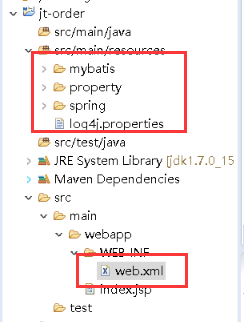 jt-order
src/main/java
src/main/resources
mybatis
property
spring
log4j.properties
src/test/java
JRE System Library [jdk1.7.0_15
Maven Dependencies
src
main
webapp
WEB-INF
web.xml
index.jsp
test